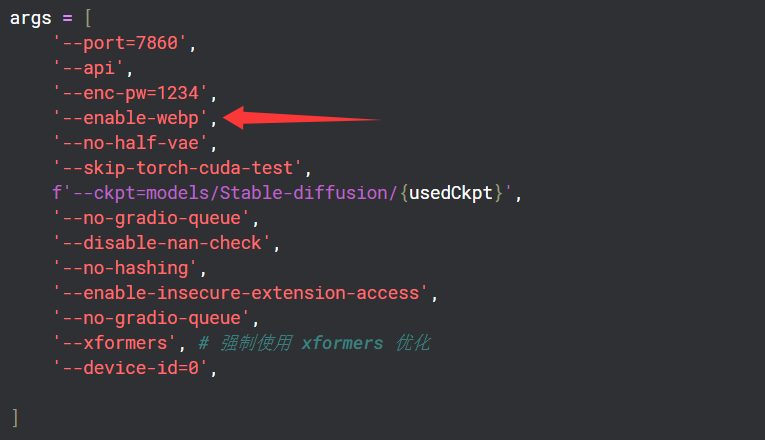 args = [
    '--port=7860',
    '--api',
    '--enc-pw=1234',
    '--enable-webp',
    '--no-half-vae',
    '--skip-torch-cuda-test',
    f'--ckpt=models/Stable-diffusion/{usedCkpt}',
    '--no-gradio-queue',
    '--disable-nan-check',
    '--no-hashing',
    '--enable-insecure-extension-access',
    '--no-gradio-queue',
    '--xformers', # 强制使用 xformers 优化
    '--device-id=0',
]